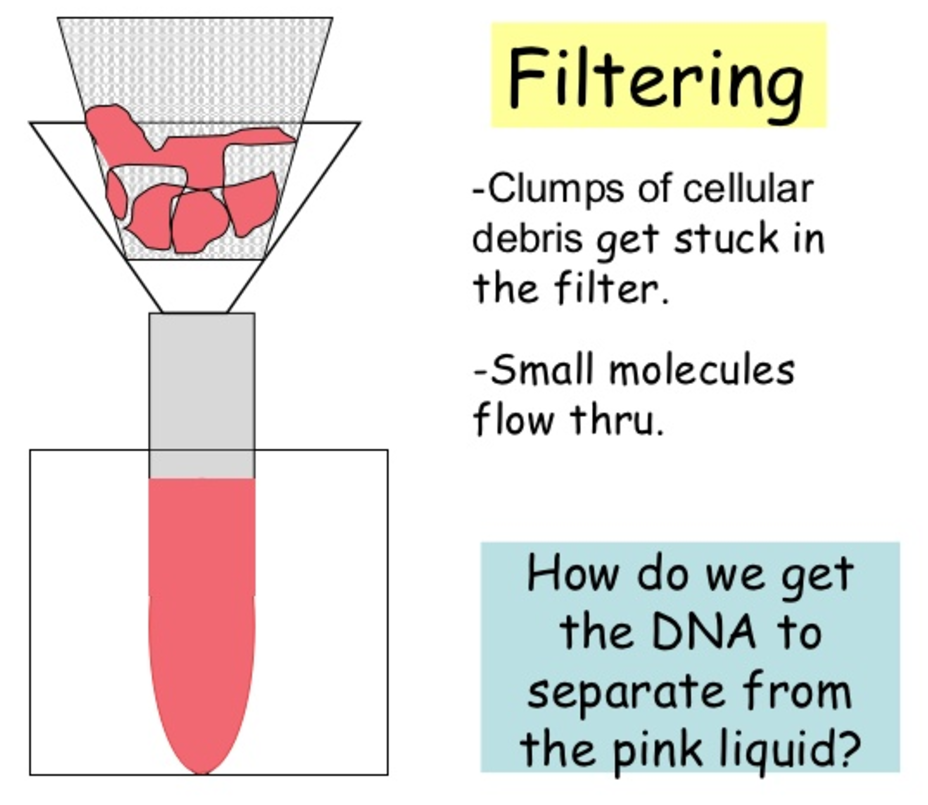 Filtering
-Clumps of cellular
debris get stuck in
the filter.
-Small molecules
flow thru.
How do we get
the DNA to
separate from
the pink liquid?